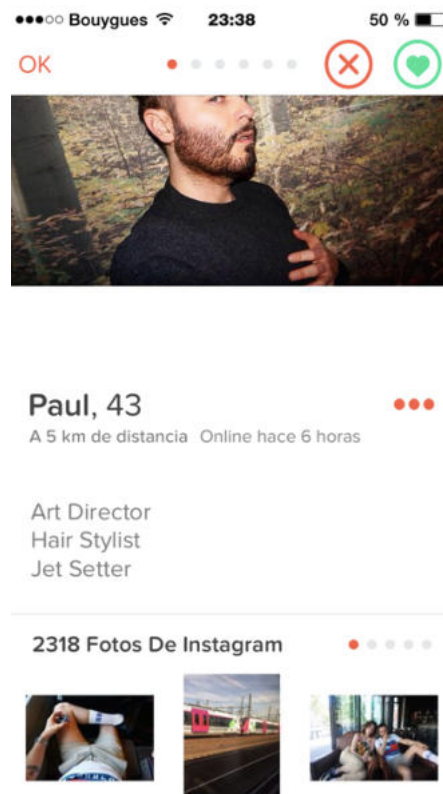 Bouygues 23:38 50 %
OK
Paul, 43
A 5 km de distancia Online hace 6 horas
Art Director
Hair Stylist
Jet Setter
2318 Fotos De Instagram